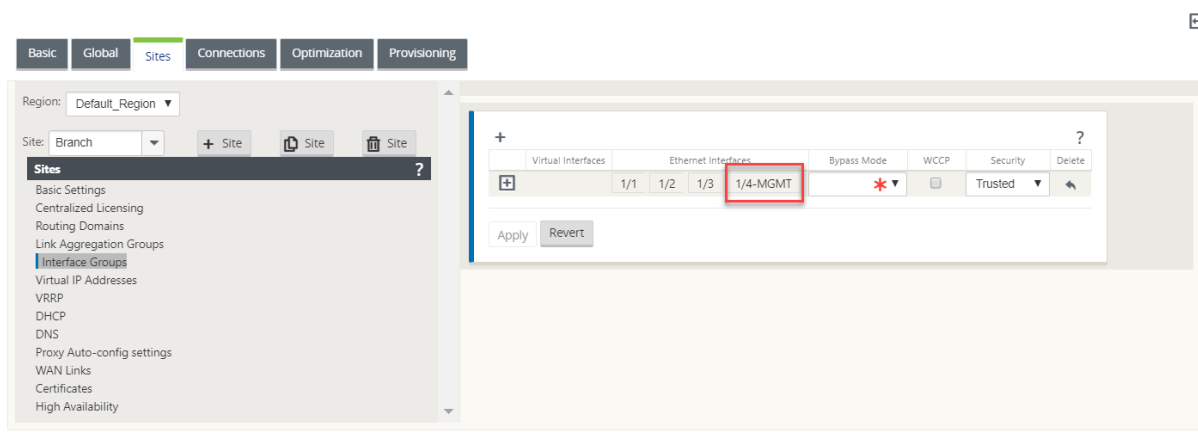 Basic Global Sites Connections Optimization Provisioning
Region: Default_Region
Site: Branch + Site Site Site
Sites ?
Basic Settings
Centralized Licensing
Routing Domains
Link Aggregation Groups
Interface Groups
Virtual IP Addresses
VRRP
DHCP
DNS
Proxy Auto-config settings
WAN Links
Certificates
High Availability
+ ?
Virtual Interfaces Ethernet Interfaces Bypass Mode WCCP Security Delete
1/1 1/2 1/3 1/4-MGMT Trusted
Apply Revert